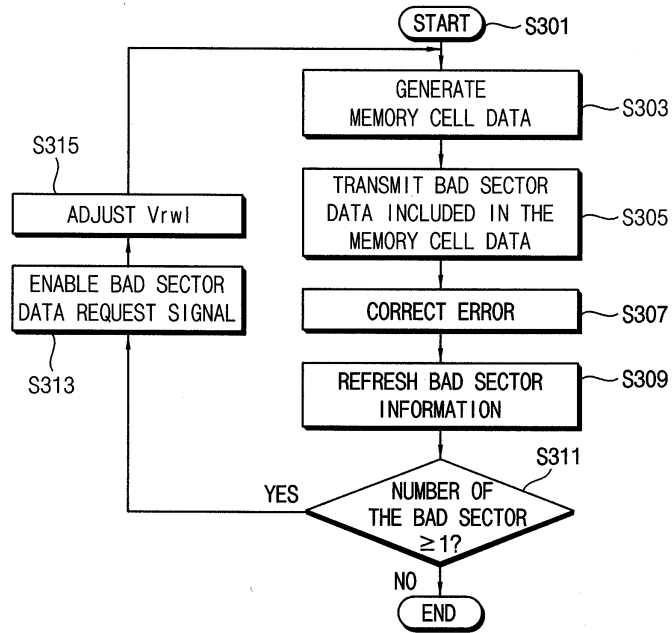 START
S301
GENERATE
MEMORY CELL DATA
S303
TRANSMIT BAD SECTOR
DATA INCLUDED IN THE
MEMORY CELL DATA
S305
CORRECT ERROR
S307
REFRESH BAD SECTOR
INFORMATION
S309
S311
NUMBER OF
THE BAD SECTOR
≥1?
YES
NO
END
S315
ADJUST Vrwl
ENABLE BAD SECTOR
DATA REQUEST SIGNAL
S313